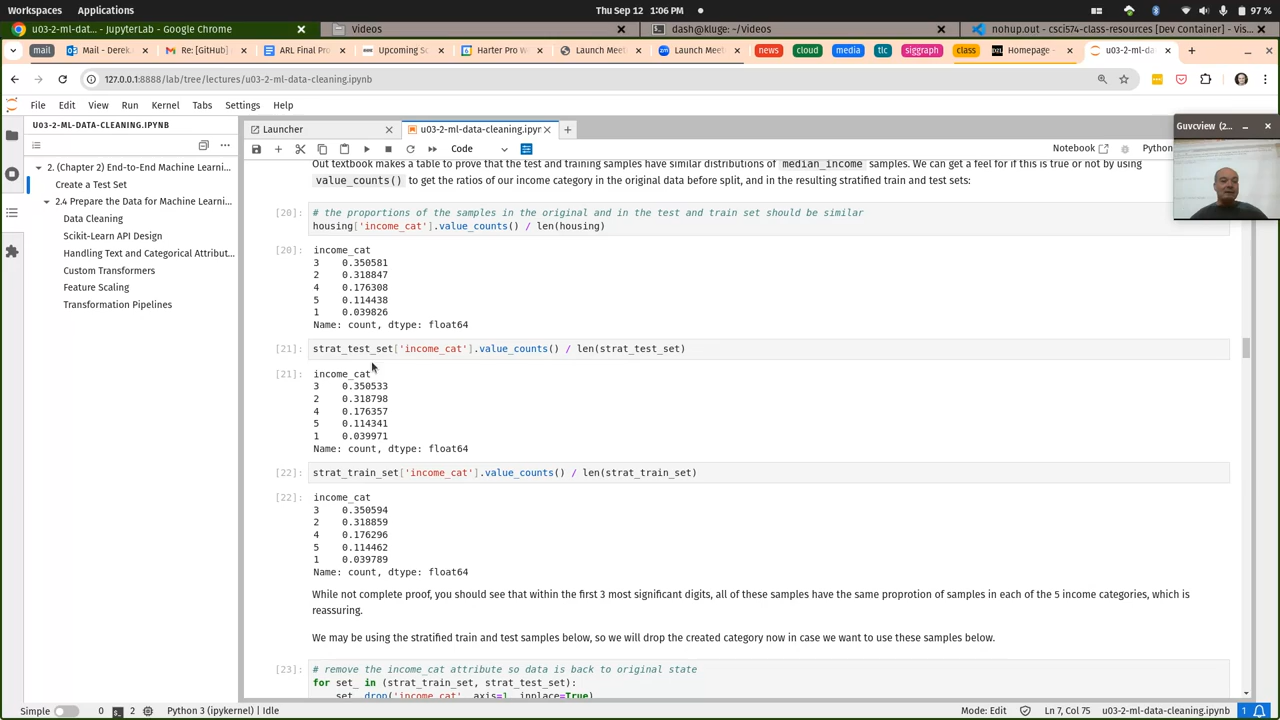 Workspaces Applications Thu Sep 12 1:06 PM 97 %
u03-2-ml-dat... - JupyterLab - Google Chrome Videos dash@kluge: ~/Videos nohup.out - csci574-class-resources [Dev Container] - Vis...
mail Mail - Derek Re: [GitHub] ARL Final Pro Upcoming Sc Harter Pro W Launch Meet Launch Meet news cloud media tlc siggraph class Homepage - u03-2-ml-da
127.0.0.1:8888/lab/tree/lectures/u03-2-ml-data-cleaning.ipynb
File Edit View Run Kernel Tabs Settings Help
U03-2-ML-DATA-CLEANING.IPYNB
Launcher u03-2-ml-data-cleaning.ipyr
Guvcview (2...
Code Notebook Python
2. (Chapter 2) End-to-End Machine Learni...
Create a Test Set
2.4 Prepare the Data for Machine Learni...
Data Cleaning
Scikit-Learn API Design
Handling Text and Categorical Attribut...
Custom Transformers
Feature Scaling
Transformation Pipelines
Out textbook makes a table to prove that the test and training samples have similar distributions of median_income samples. We can get a feel for if this is true or not by using
value_counts() to get the ratios of our income category in the original data before split, and in the resulting stratified train and test sets:
[20]: # the proportions of the samples in the original and in the test and train set should be similar
housing['income_cat'].value_counts() / len(housing)
[20]: income_cat
3 0.350581
2 0.318847
4 0.176308
5 0.114438
1 0.039826
Name: count, dtype: float64
[21]: strat_test_set['income_cat'].value_counts() / len(strat_test_set)
[21]: income_cat
3 0.350533
2 0.318798
4 0.176357
5 0.114341
1 0.039971
Name: count, dtype: float64
[22]: strat_train_set['income_cat'].value_counts() / len(strat_train_set)
[22]: income_cat
3 0.350594
2 0.318859
4 0.176296
5 0.114462
1 0.039789
Name: count, dtype: float64
While not complete proof, you should see that within the first 3 most significant digits, all of these samples have the same proprotion of samples in each of the 5 income categories, which is
reassuring.
We may be using the stratified train and test samples below, so we will drop the created category now in case we want to use these samples below.
[23]: # remove the income_cat attribute so data is back to original state
for set_ in (strat_train_set, strat_test_set):
set_.drop('income_cat', axis=1, inplace=True)
Simple 0 2 Python 3 (ipykernel) | Idle Mode: Edit Ln 7, Col 75 u03-2-ml-data-cleaning.ipynb 1